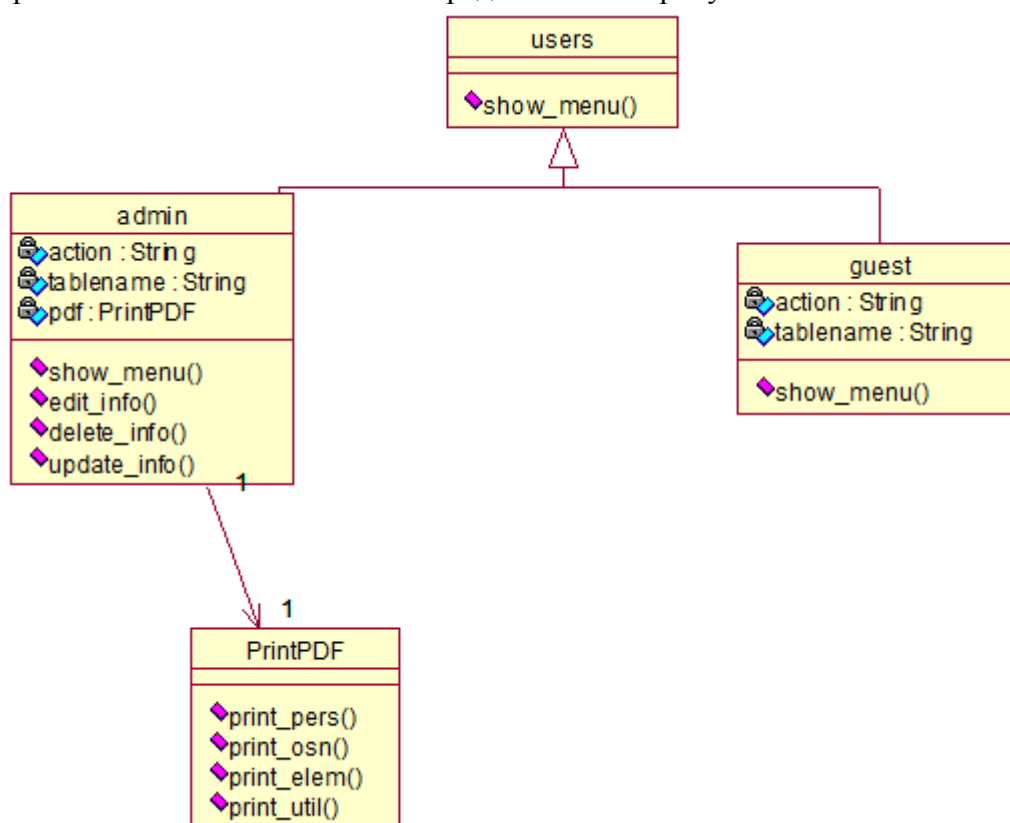 users
show_menu()
admin
action : String
tablename : String
pdf : PrintPDF
show_menu()
edit_info()
delete_info()
update_info()
guest
action : String
tablename : String
show_menu()
1
1
PrintPDF
print_pers()
print_osn()
print_elem()
print_util()